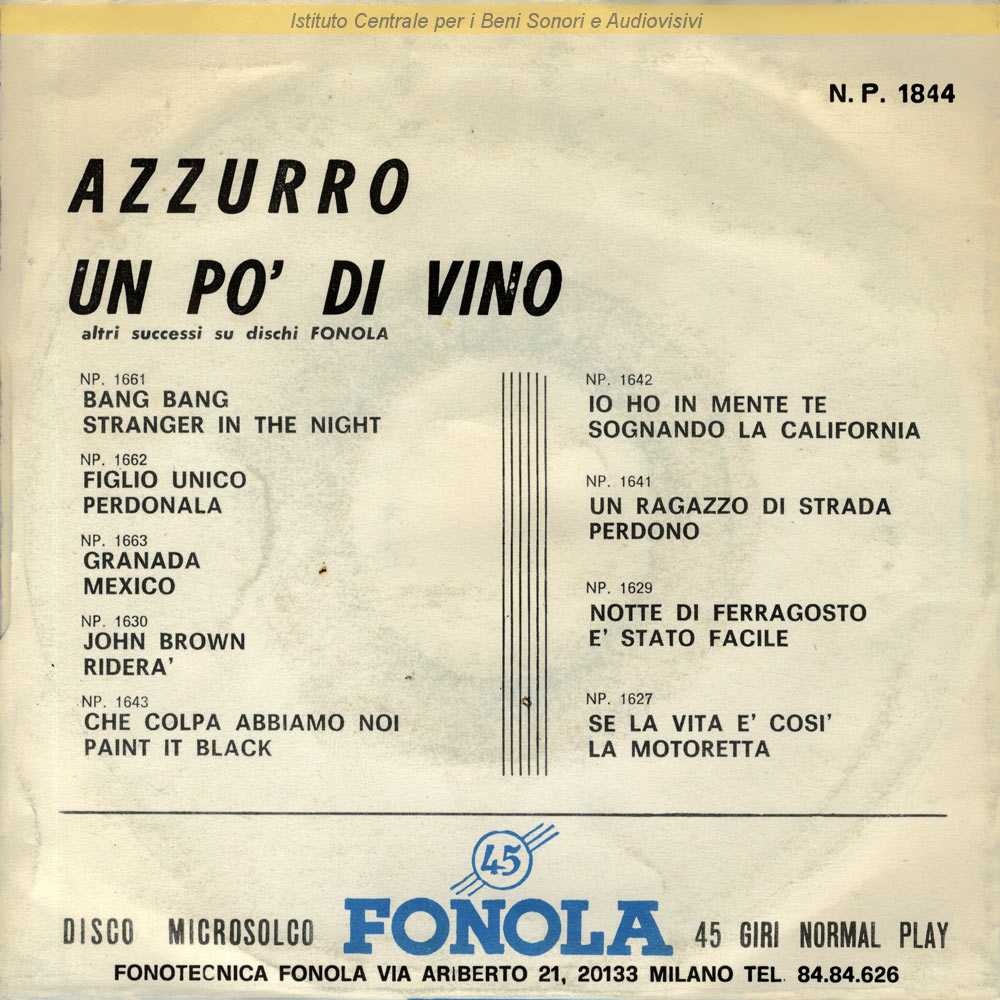 Istituto Centrale per i Beni Sonori e Audiovisivi
N. P. 1844
AZZURRO
UN PO' DI VINO
altri successi su dischi FONOLA
NP. 1661
BANG BANG
STRANGER IN THE NIGHT
NP. 1662
FIGLIO UNICO
PERDONALA
NP. 1663
GRANADA
MEXICO
NP. 1630
JOHN BROWN
RIDERA'
NP. 1643
CHE COLPA ABBIAMO NOI
PAINT IT BLACK
NP. 1642
IO HO IN MENTE TE
SOGNANDO LA CALIFORNIA
NP. 1641
UN RAGAZZO DI STRADA
PERDONO
NP. 1629
NOTTE DI FERRAGOSTO
E' STATO FACILE
NP. 1627
SE LA VITA E' COSI'
LA MOTORETTA
45
DISCO MICROSOLCO FONOLA 45 GIRI NORMAL PLAY
FONOTECNICA FONOLA VIA ARIBERTO 21, 20133 MILANO TEL. 84.84.626